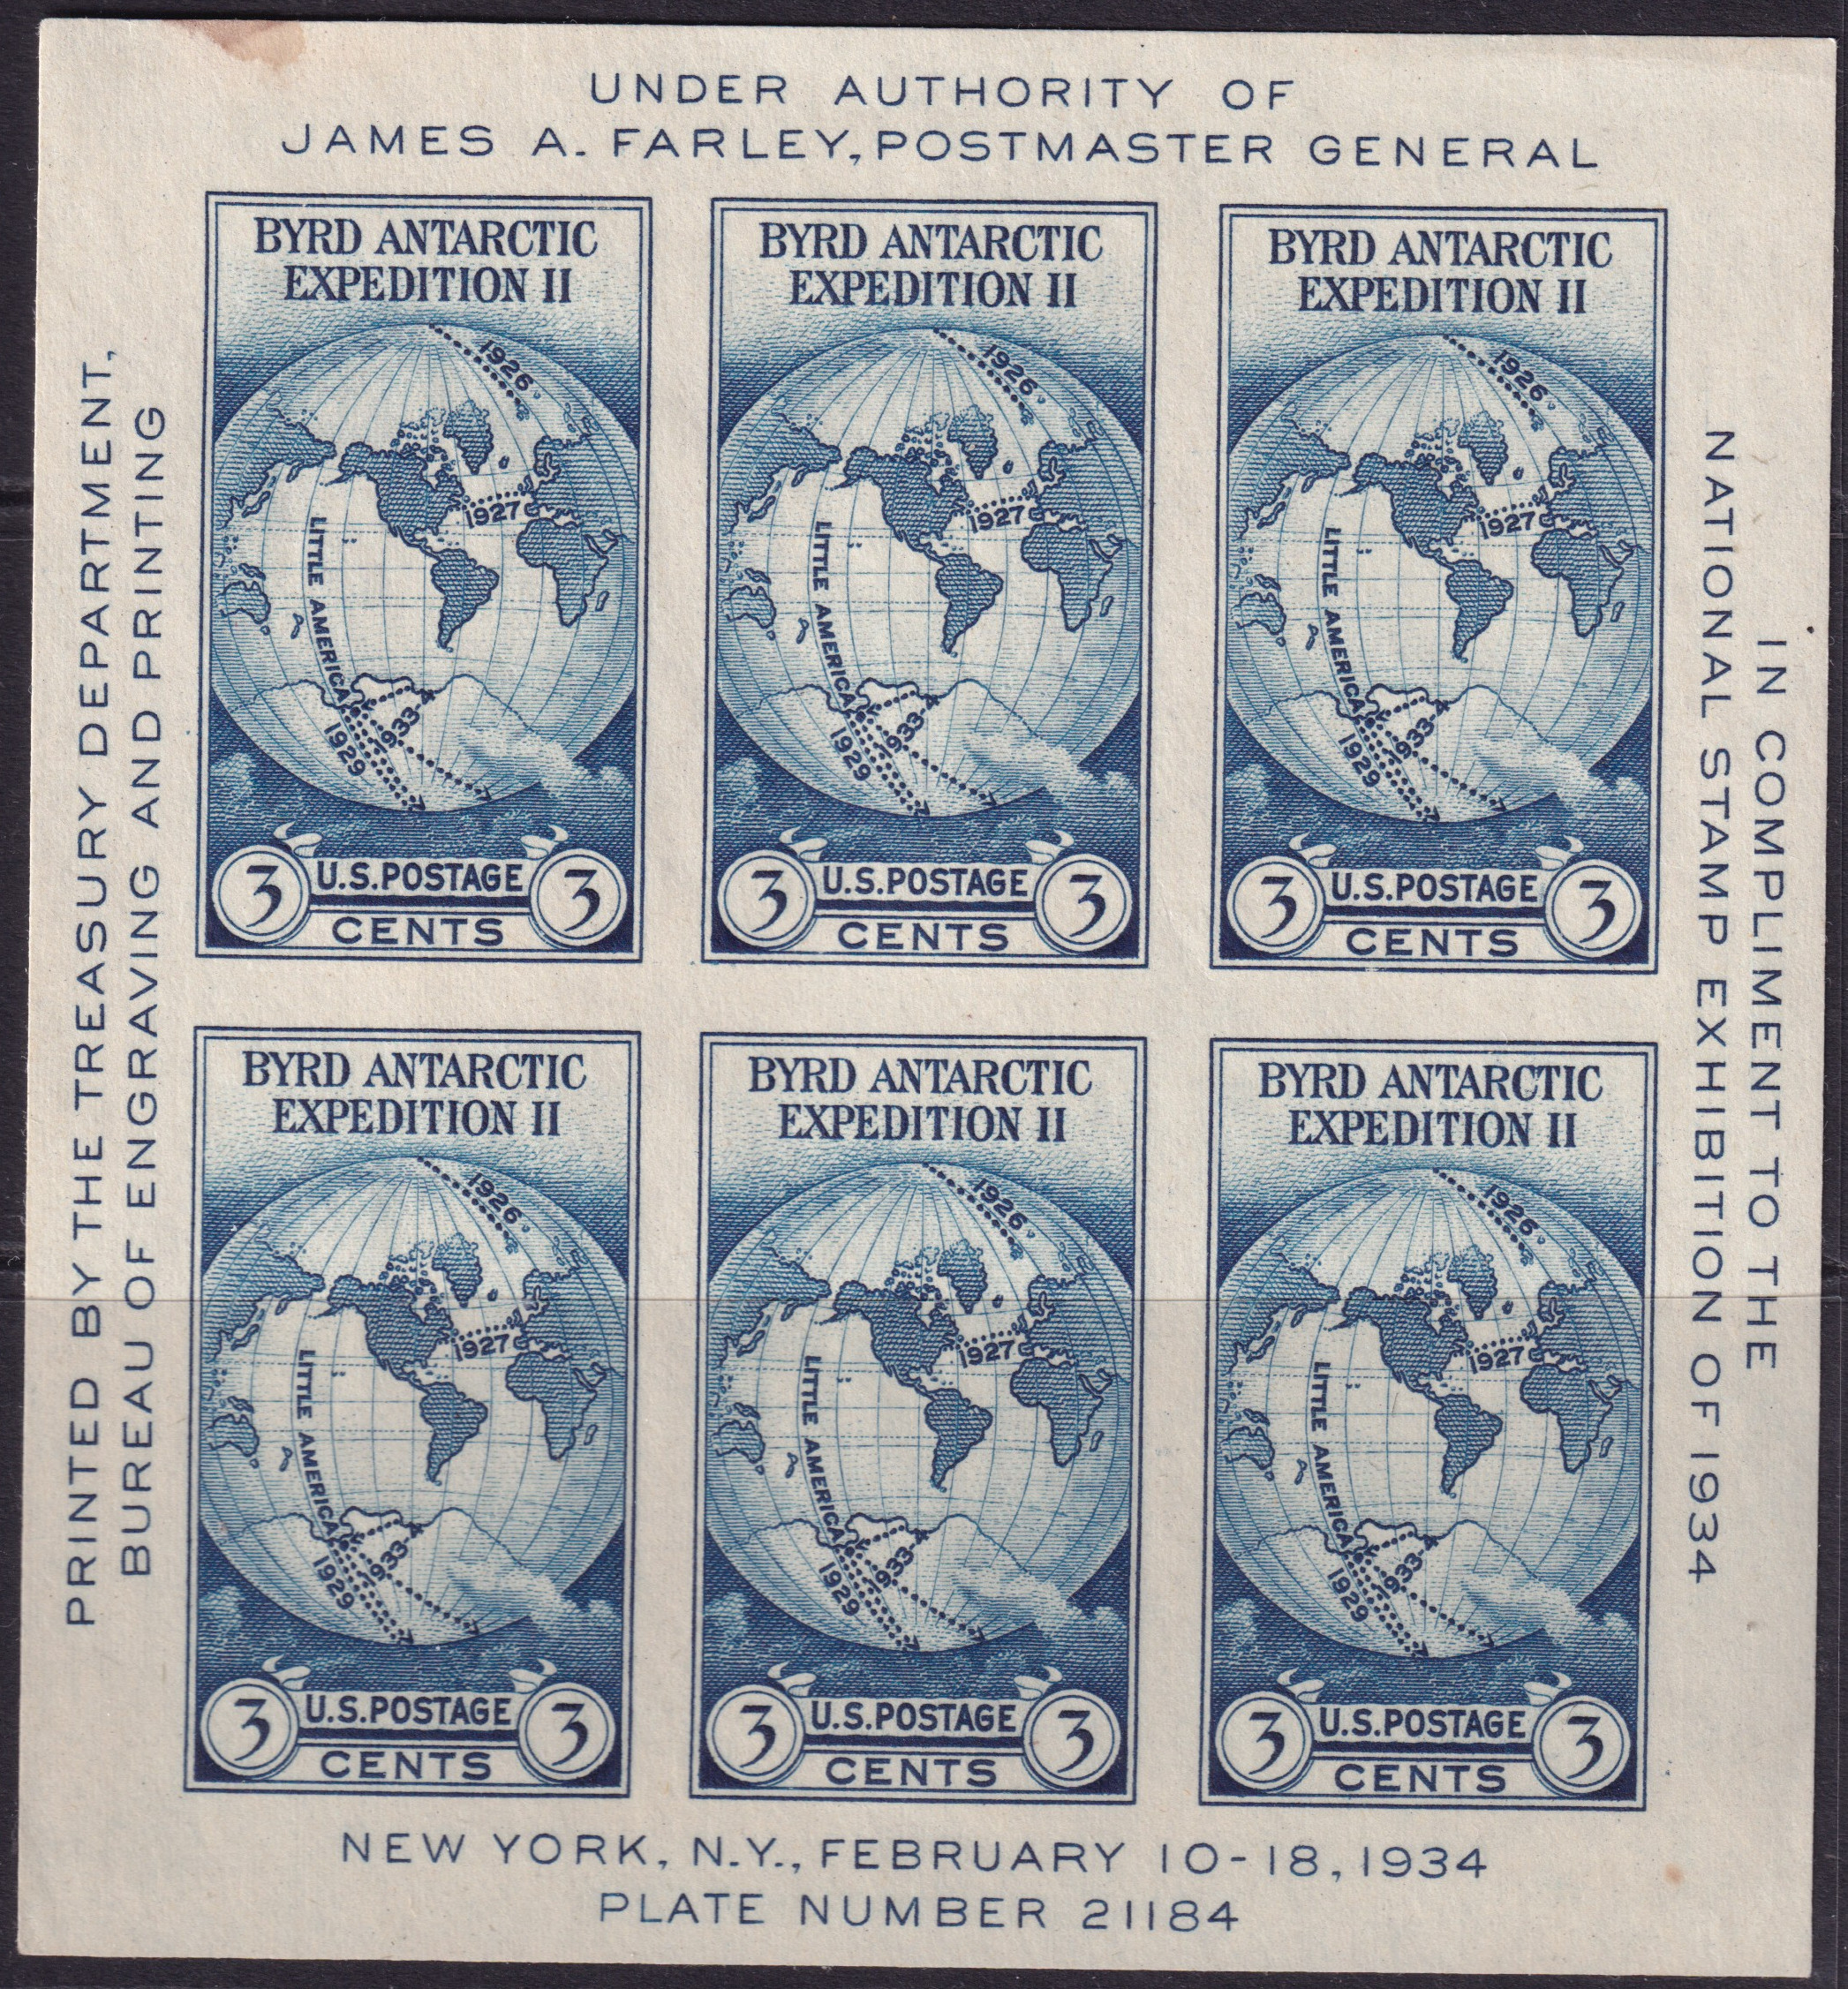 UNDER AUTHORITY OF
JAMES A. FARLEY, POSTMASTER GENERAL
PRINTED BY THE TREASURY DEPARTMENT,
BUREAU OF ENGRAVING AND PRINTING
BYRD ANTARCTIC
EXPEDITION II
1926
1927
LITTLE AMERICA
1929
1933
3 U.S. POSTAGE 3
CENTS
BYRD ANTARCTIC
EXPEDITION II
1926
1927
LITTLE AMERICA
1929
1933
3 U.S. POSTAGE 3
CENTS
BYRD ANTARCTIC
EXPEDITION II
1926
1927
LITTLE AMERICA
1929
1933
3 U.S. POSTAGE 3
CENTS
BYRD ANTARCTIC
EXPEDITION II
1926
1927
LITTLE AMERICA
1929
1933
3 U.S. POSTAGE 3
CENTS
BYRD ANTARCTIC
EXPEDITION II
1926
1927
LITTLE AMERICA
1929
1933
3 U.S. POSTAGE 3
CENTS
BYRD ANTARCTIC
EXPEDITION II
1926
1927
LITTLE AMERICA
1929
1933
3 U.S. POSTAGE 3
CENTS
IN COMPLIMENT TO THE
NATIONAL STAMP EXHIBITION OF 1934
NEW YORK, N.Y., FEBRUARY 10-18, 1934
PLATE NUMBER 21184